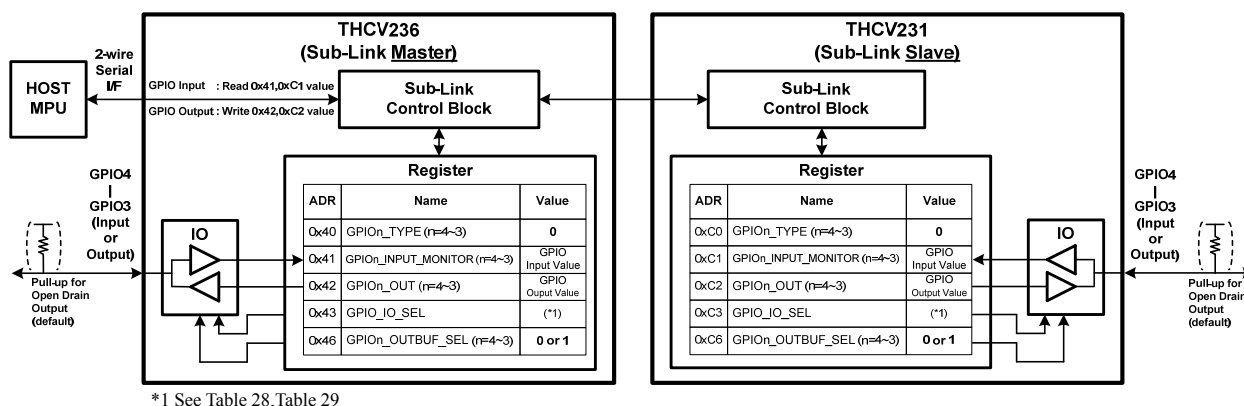 THCV236
(Sub-Link Master)
2-wire
Serial
I/F
HOST
MPU
GPIO Input : Read 0x41,0xC1 value
GPIO Output : Write 0x42,0xC2 value
Sub-Link
Control Block
GPIO4
|
GPIO3
(Input
or
Output)
Pull-up for
Open Drain
Output
(default)
IO
Register
ADR Name Value
0x40 GPIOn_TYPE (n=4~3) 0
0x41 GPIOn_INPUT_MONITOR (n=4~3) GPIO
Input Value
0x42 GPIOn_OUT (n=4~3) GPIO
Ouput Value
0x43 GPIO_IO_SEL (*1)
0x46 GPIOn_OUTBUF_SEL (n=4~3) 0 or 1
THCV231
(Sub-Link Slave)
Sub-Link
Control Block
Register
ADR Name Value
0xC0 GPIOn_TYPE (n=4~3) 0
0xC1 GPIOn_INPUT_MONITOR (n=4~3) GPIO
Input Value
0xC2 GPIOn_OUT (n=4~3) GPIO
Output Value
0xC3 GPIO_IO_SEL (*1)
0xC6 GPIOn_OUTBUF_SEL (n=4~3) 0 or 1
IO
GPIO4
|
GPIO3
(Input
or
Output)
Pull-up for
Open Drain
Output
(default)
*1 See Table 28,Table 29